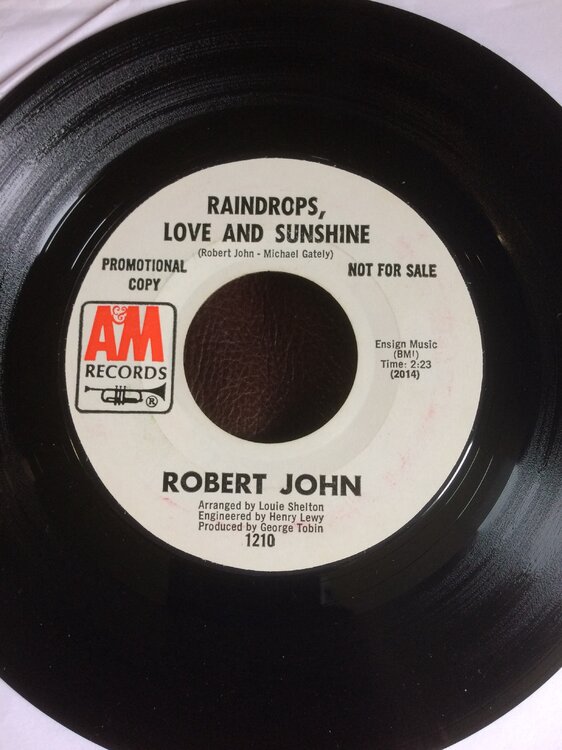 RAINDROPS,
LOVE AND SUNSHINE
(Robert John - Michael Gately)
PROMOTIONAL
COPY
NOT FOR SALE
A&M
RECORDS
®
Ensign Music
(BMI)
Time: 2:23
(2014)
ROBERT JOHN
Arranged by Louie Shelton
Engineered by Henry Lewy
Produced by George Tobin
1210